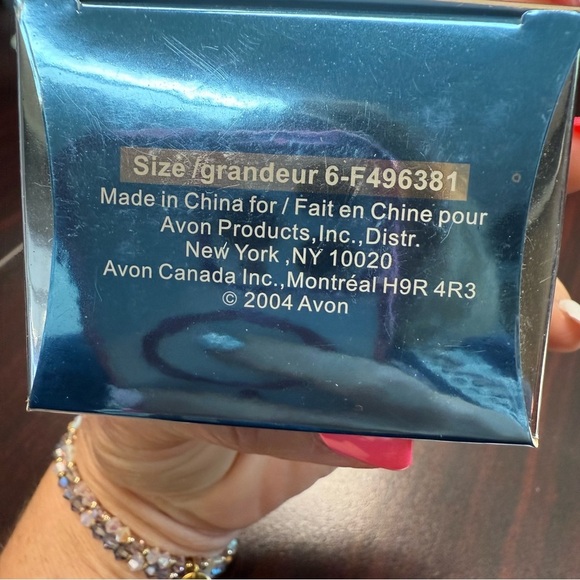 Size /grandeur 6-F496381
Made in China for / Fait en Chine pour
Avon Products,Inc.,Distr.
New York ,NY 10020
Avon Canada Inc.,Montréal H9R 4R3
© 2004 Avon